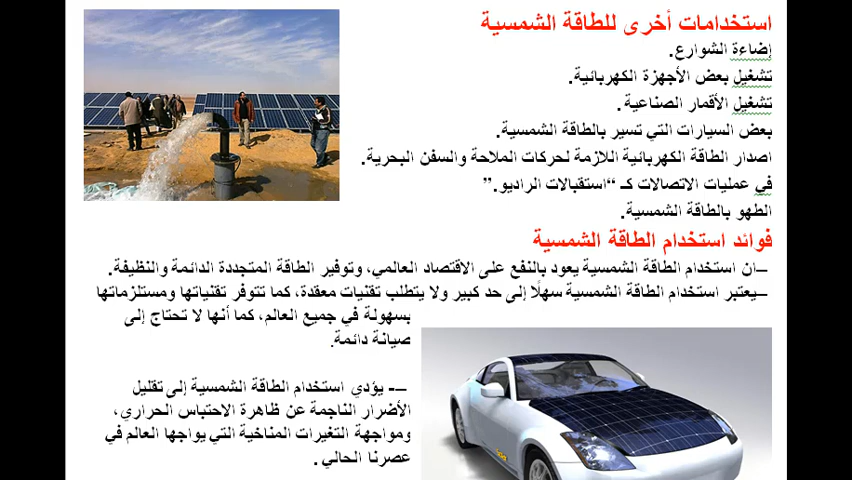 استخدامات أخرى للطاقة الشمسية
إضاءة الشوارع.
تشغيل بعض الأجهزة الكهربائية.
تشغيل الأقمار الصناعية .
بعض السيارات التي تسير بالطاقة الشمسية.
اصدار الطاقة الكهربائية اللازمة لحركات الملاحة والسفن البحرية.
في عمليات الاتصالات كـ “استقبالات الراديو.”
الطهو بالطاقة الشمسية.
فوائد استخدام الطاقة الشمسية
–ان استخدام الطاقة الشمسية يعود بالنفع على الاقتصاد العالمي، وتوفير الطاقة المتجددة الدائمة والنظيفة.
–يعتبر استخدام الطاقة الشمسية سهلًا إلى حد كبير ولا يتطلب تقنيات معقدة، كما تتوفر تقنياتها ومستلزماتها
بسهولة في جميع العالم، كما أنها لا تحتاج إلى
صيانة دائمة.
–- يؤدي استخدام الطاقة الشمسية إلى تقليل
الأضرار الناجمة عن ظاهرة الاحتباس الحراري،
ومواجهة التغيرات المناخية التي يواجها العالم في
عصرنا الحالي .